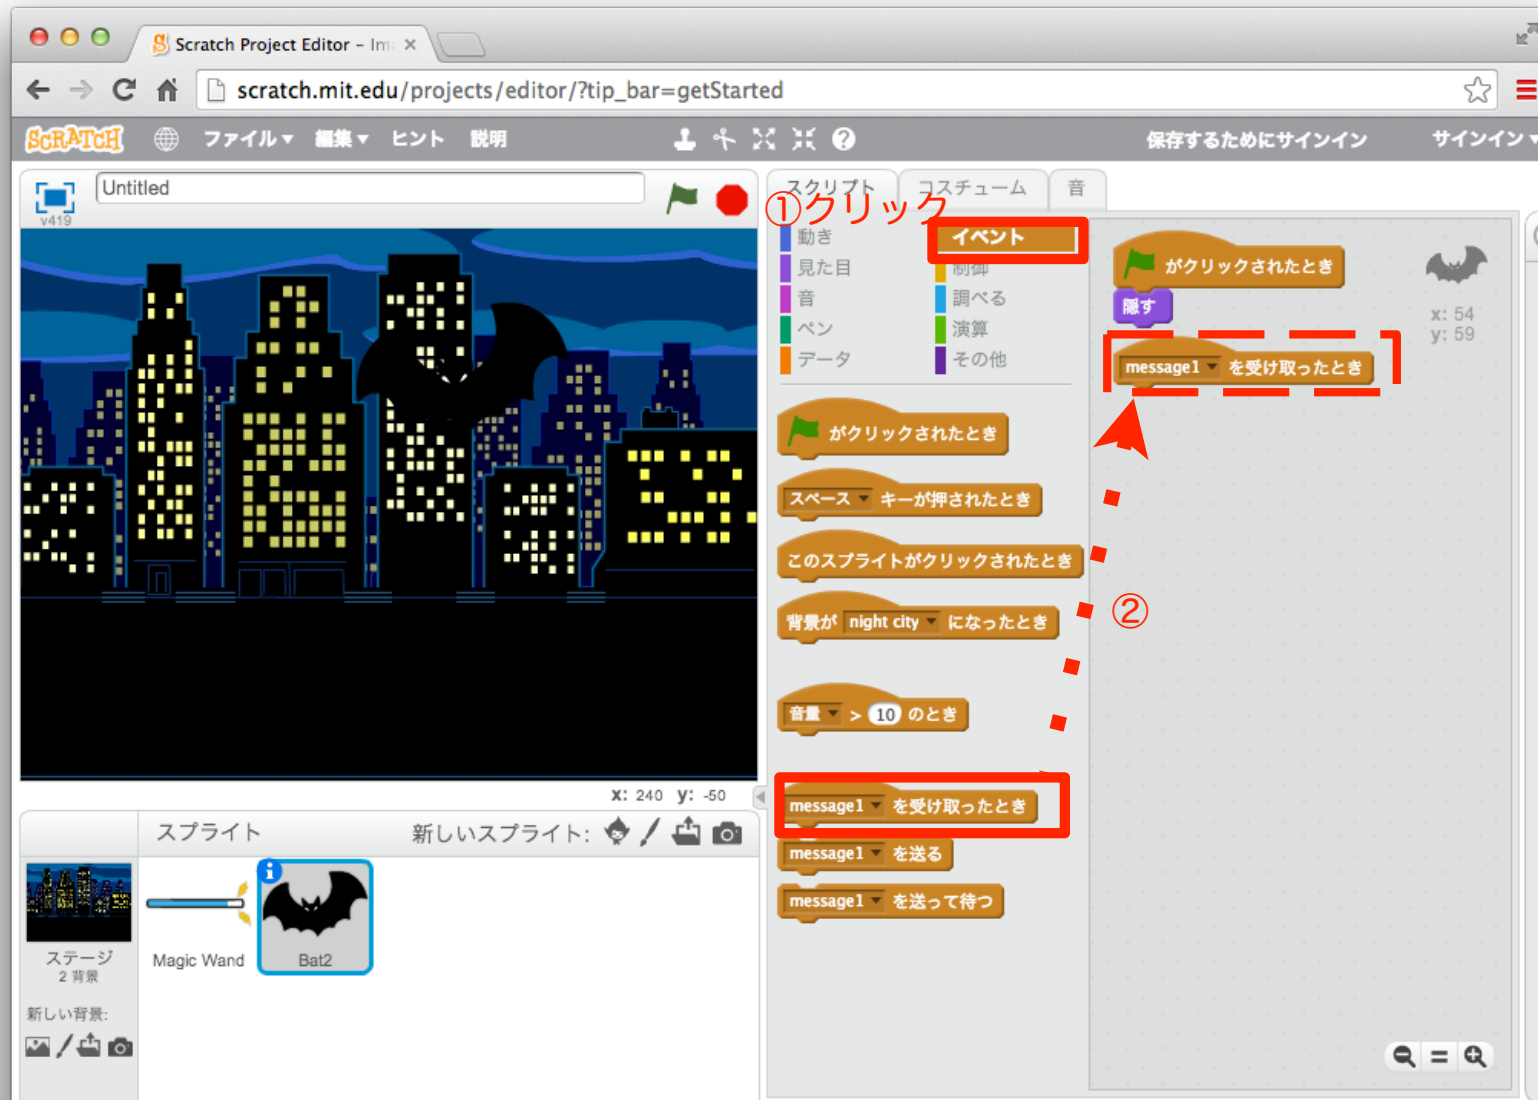 Scratch Project Editor – Im
scratch.mit.edu/projects/editor/?tip_bar=getStarted
SCRATCH ファイル 編集 ヒント 説明 保存するためにサインイン サインイン
Untitled
v419
スクリプト コスチューム 音
①クリック
動き イベント
見た目 制御
音 調べる
ペン 演算
データ その他
がクリックされたとき
スペース キーが押されたとき
このスプライトがクリックされたとき
背景が night city になったとき
音量 > 10 のとき
message1 を受け取ったとき
message1 を送る
message1 を送って待つ
がクリックされたとき
隠す
message1 を受け取ったとき
②
x: 54
y: 59
x: 240 y: -50
スプライト 新しいスプライト:
ステージ
2 背景
新しい背景:
Magic Wand
Bat2